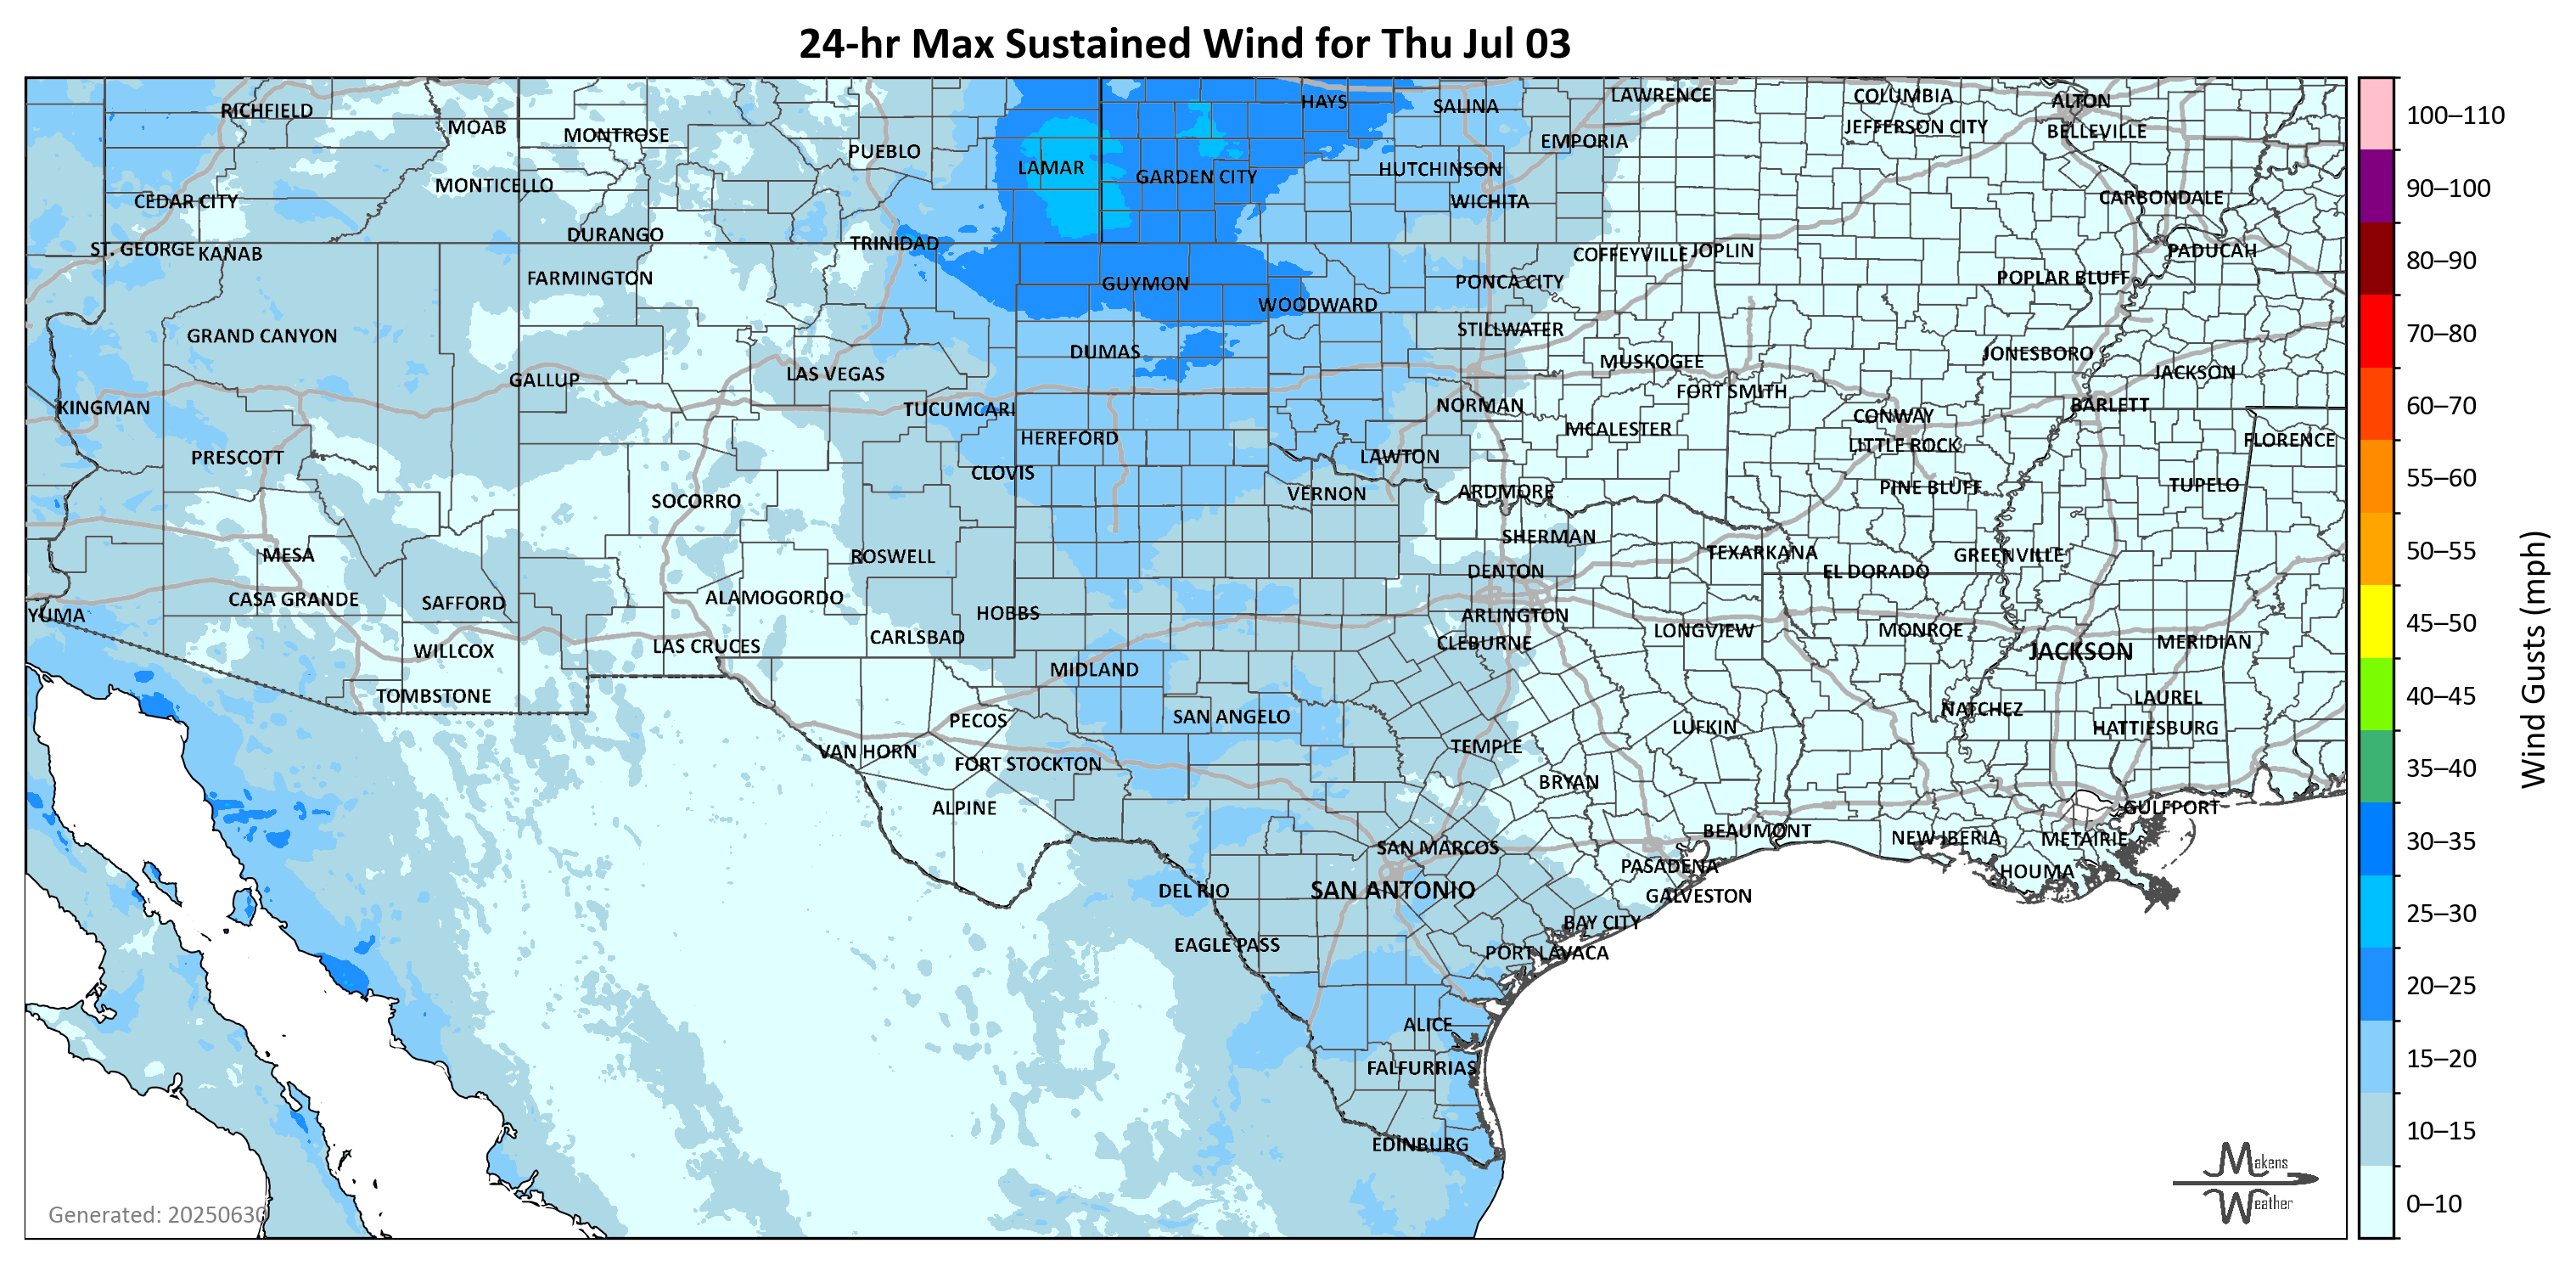 24-hr Max Sustained Wind for Thu Jul 03
RICHFIELD
MOAB
MONTROSE
PUEBLO
LAMAR
GARDEN CITY
HAYS
SALINA
LAWRENCE
EMPORIA
COLUMBIA
JEFFERSON CITY
ALTON
BELLEVILLE
MONTICELLO
CEDAR CITY
HUTCHINSON
WICHITA
CARBONDALE
ST. GEORGE
KANAB
DURANGO
TRINIDAD
COFFEYVILLE
JOPLIN
PADUCAH
FARMINGTON
GUYMON
WOODWARD
PONCA CITY
POPLAR BLUFF
GRAND CANYON
DUMAS
STILLWATER
MUSKOGEE
JONESBORO
GALLUP
LAS VEGAS
FORT SMITH
JACKSON
KINGMAN
TUCUMCARI
NORMAN
CONWAY
BARLETT
HEREFORD
MCALESTER
LITTLE ROCK
FLORENCE
PRESCOTT
CLOVIS
LAWTON
SOCORRO
VERNON
ARDMORE
PINE BLUFF
TUPELO
MESA
ROSWELL
SHERMAN
TEXARKANA
GREENVILLE
CASA GRANDE
SAFFORD
ALAMOGORDO
DENTON
EL DORADO
YUMA
HOBBS
ARLINGTON
WILLCOX
LAS CRUCES
CARLSBAD
CLEBURNE
LONGVIEW
MONROE
JACKSON
MERIDIAN
TOMBSTONE
MIDLAND
LAUREL
PECOS
SAN ANGELO
LUFKIN
NATCHEZ
HATTIESBURG
VAN HORN
FORT STOCKTON
TEMPLE
ALPINE
BRYAN
GULFPORT
SAN MARCOS
BEAUMONT
NEW IBERIA
METAIRIE
DEL RIO
SAN ANTONIO
PASADENA
HOUMA
GALVESTON
EAGLE PASS
BAY CITY
PORT LAVACA
ALICE
FALFURRIAS
EDINBURG
Generated: 20250630
Makens
Weather
100–110
90–100
80–90
70–80
60–70
55–60
50–55
45–50
40–45
35–40
30–35
25–30
20–25
15–20
10–15
0–10
Wind Gusts (mph)